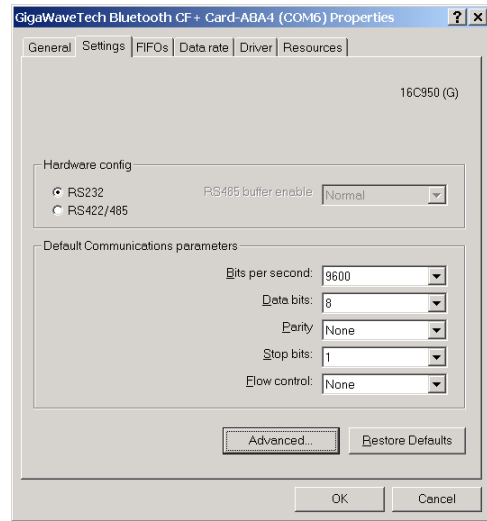 GigaWaveTech Bluetooth CF+ Card-ABA4 (COM6) Properties
General Settings FIFOs Data rate Driver Resources
16C950 (G)
Hardware config
RS232 RS485 buffer enable Normal
RS422/485
Default Communications parameters
Bits per second: 9600
Data bits: 8
Parity None
Stop bits: 1
Flow control: None
Advanced... Restore Defaults
OK Cancel